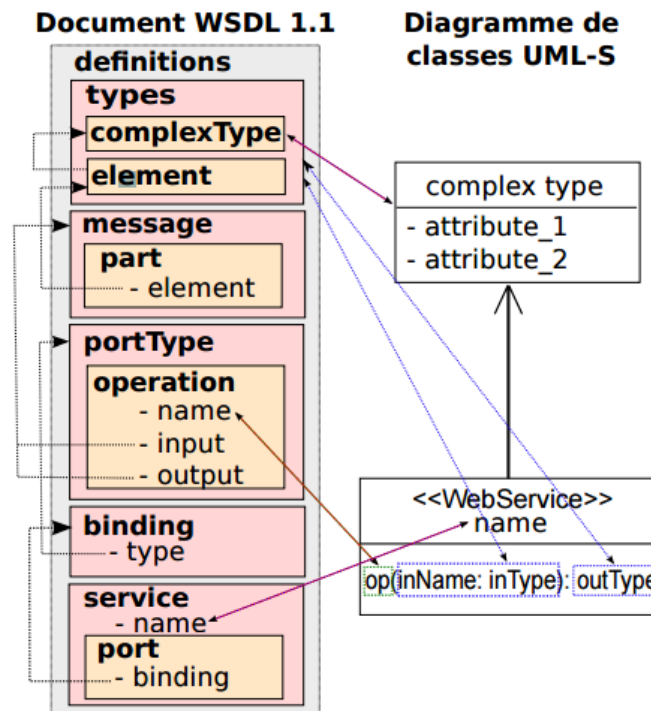 Document WSDL 1.1
definitions
types
complexType
element
message
part
- element
portType
operation
- name
- input
- output
binding
- type
service
- name
port
- binding
Diagramme de
classes UML-S
complex type
- attribute_1
- attribute_2
<<WebService>>
name
op(inName: inType): outType